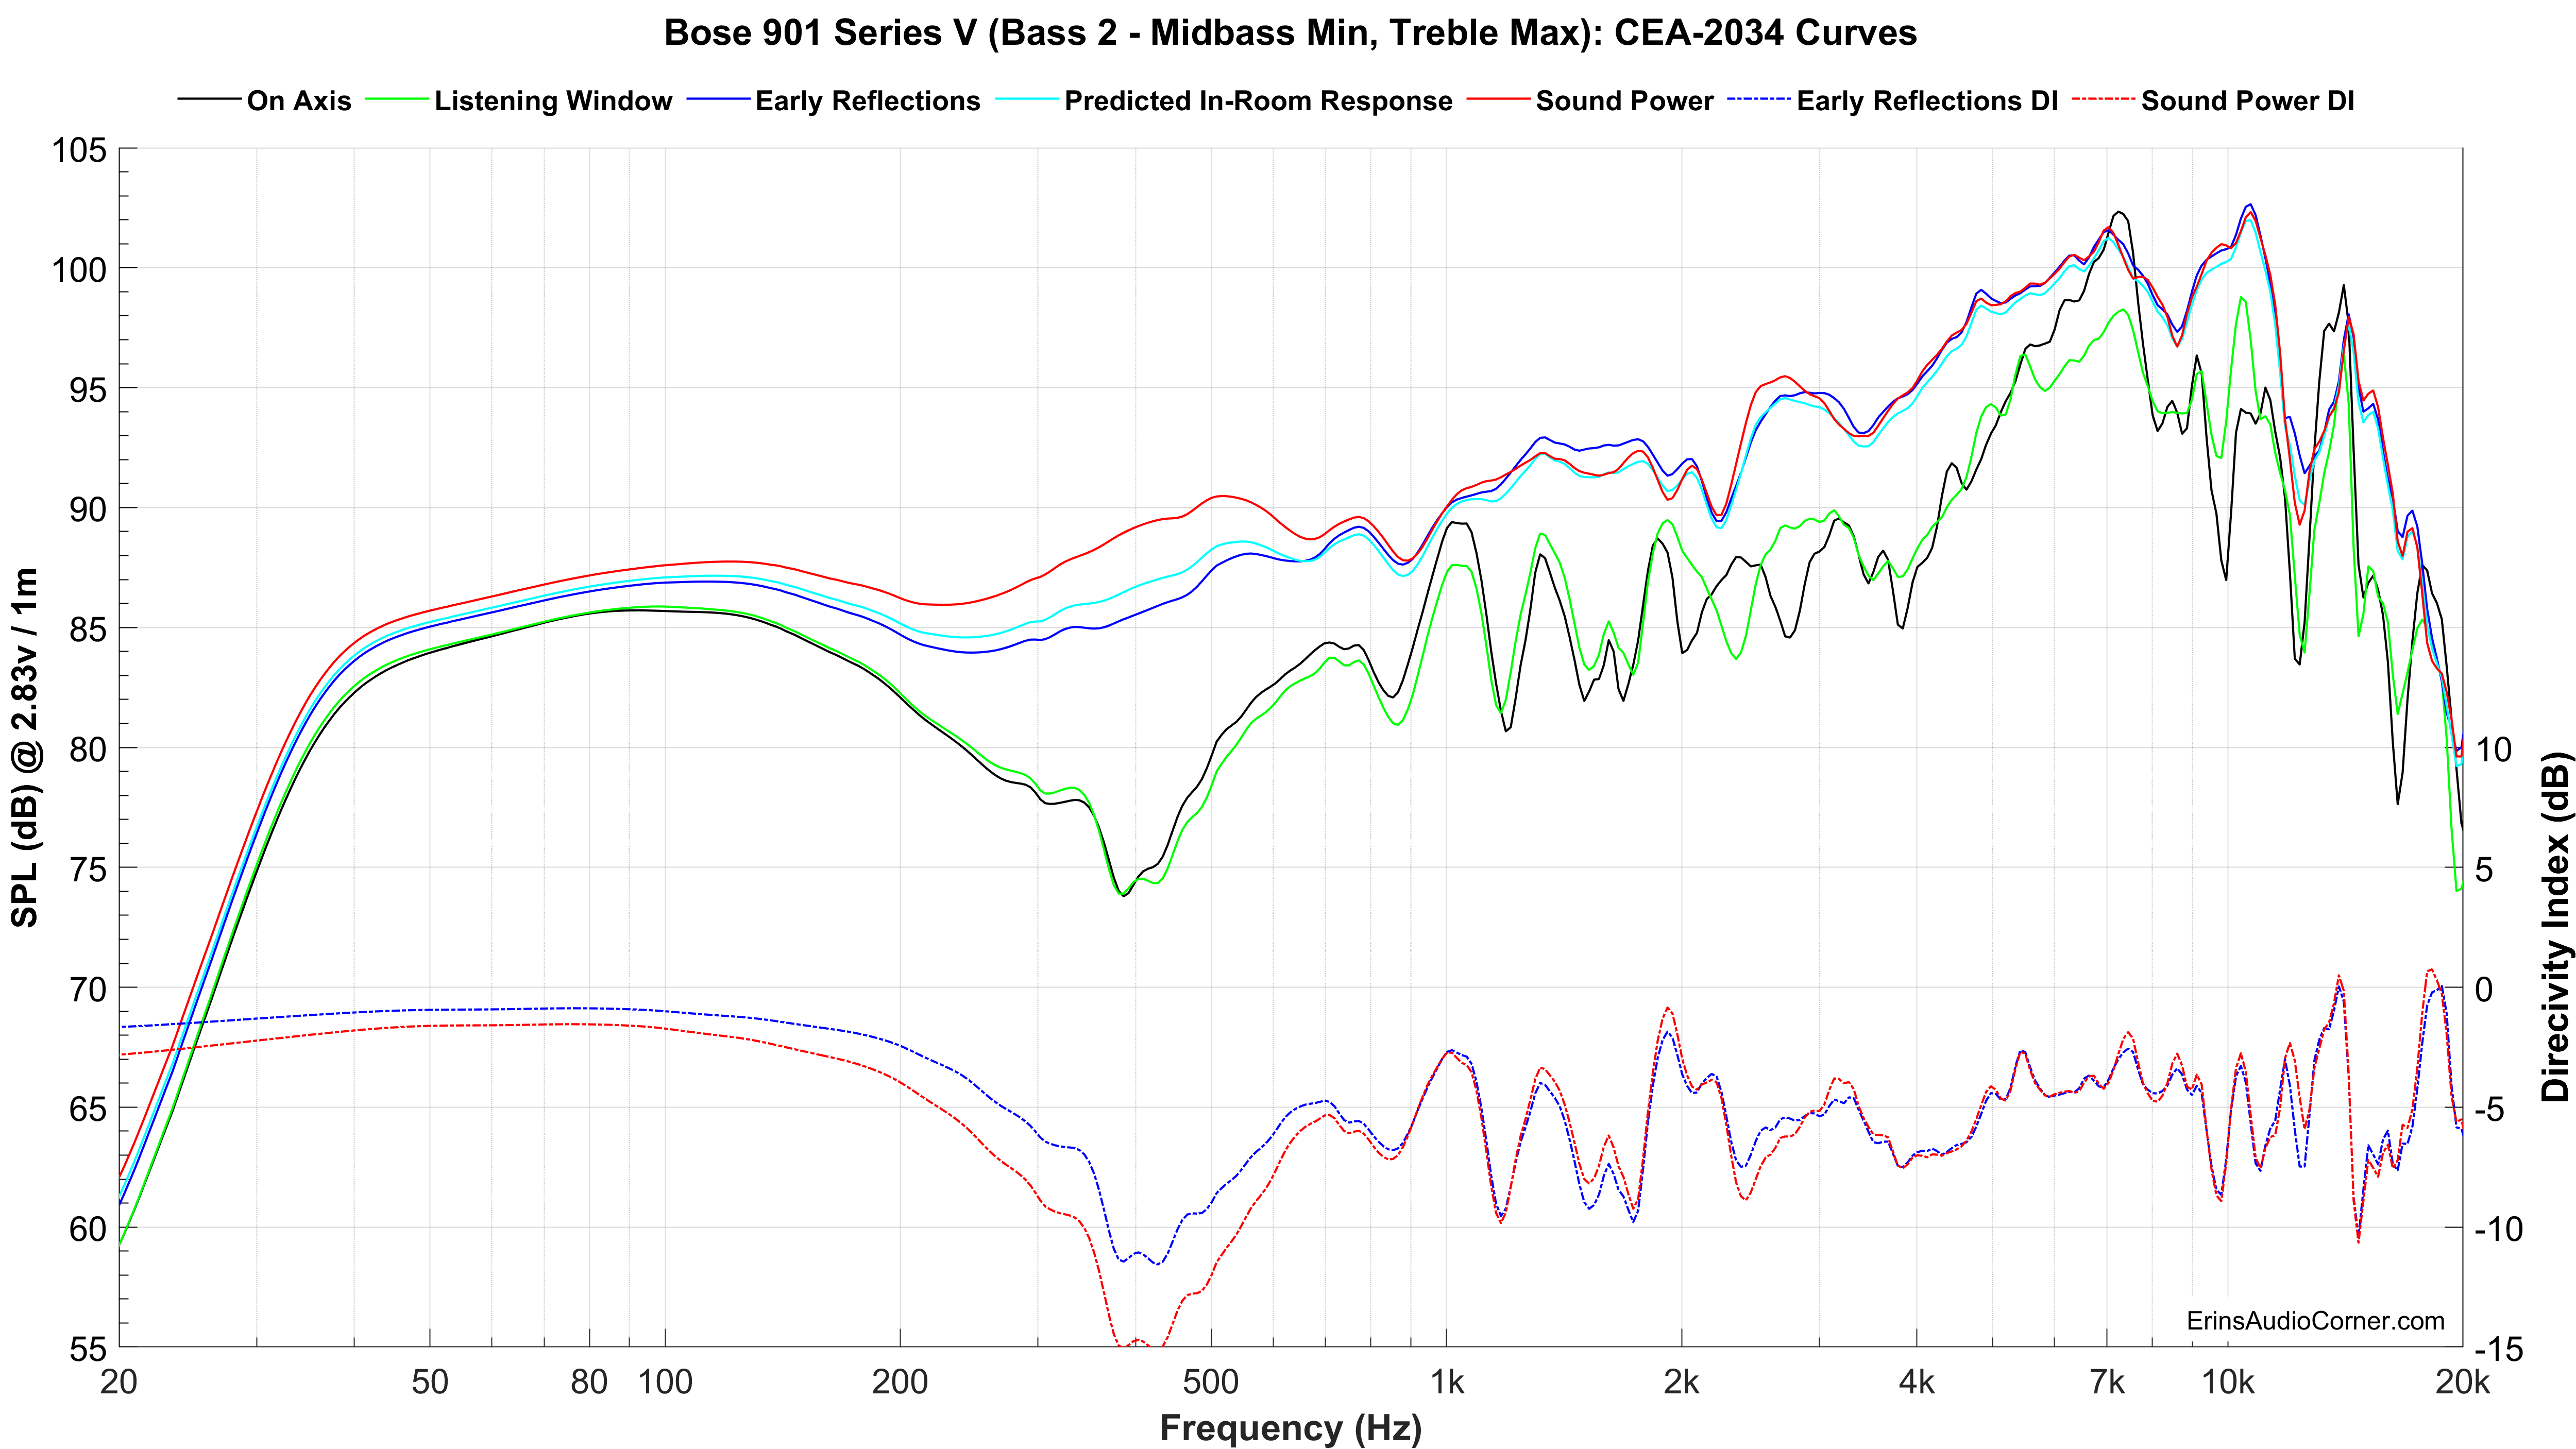 Bose 901 Series V (Bass 2 - Midbass Min, Treble Max): CEA-2034 Curves
On Axis Listening Window Early Reflections Predicted In-Room Response Sound Power Early Reflections DI Sound Power DI
105
100
95
90
85
80
75
70
65
60
55
SPL (dB) @ 2.83v / 1m
10
5
0
-5
-10
-15
Direcivity Index (dB)
ErinsAudioCorner.com
20 50 80 100 200 500 1k 2k 4k 7k 10k 20k
Frequency (Hz)